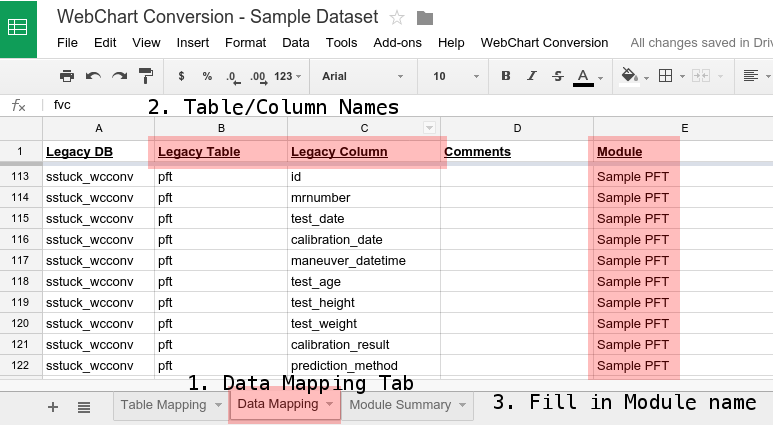 WebChart Conversion - Sample Dataset
File Edit View Insert Format Data Tools Add-ons Help WebChart Conversion All changes saved in Driv
$ % .0 .00 123 Arial 10 B I S A
fx fvc 2. Table/Column Names
A B C D E
1 Legacy DB Legacy Table Legacy Column Comments Module
113 sstuck_wcconv pft id Sample PFT
114 sstuck_wcconv pft mrnumber Sample PFT
115 sstuck_wcconv pft test_date Sample PFT
116 sstuck_wcconv pft calibration_date Sample PFT
117 sstuck_wcconv pft maneuver_datetime Sample PFT
118 sstuck_wcconv pft test_age Sample PFT
119 sstuck_wcconv pft test_height Sample PFT
120 sstuck_wcconv pft test_weight Sample PFT
121 sstuck_wcconv pft calibration_result Sample PFT
122 sstuck_wcconv pft prediction_method Sample PFT
1. Data Mapping Tab
Table Mapping Data Mapping Module Summary 3. Fill in Module name